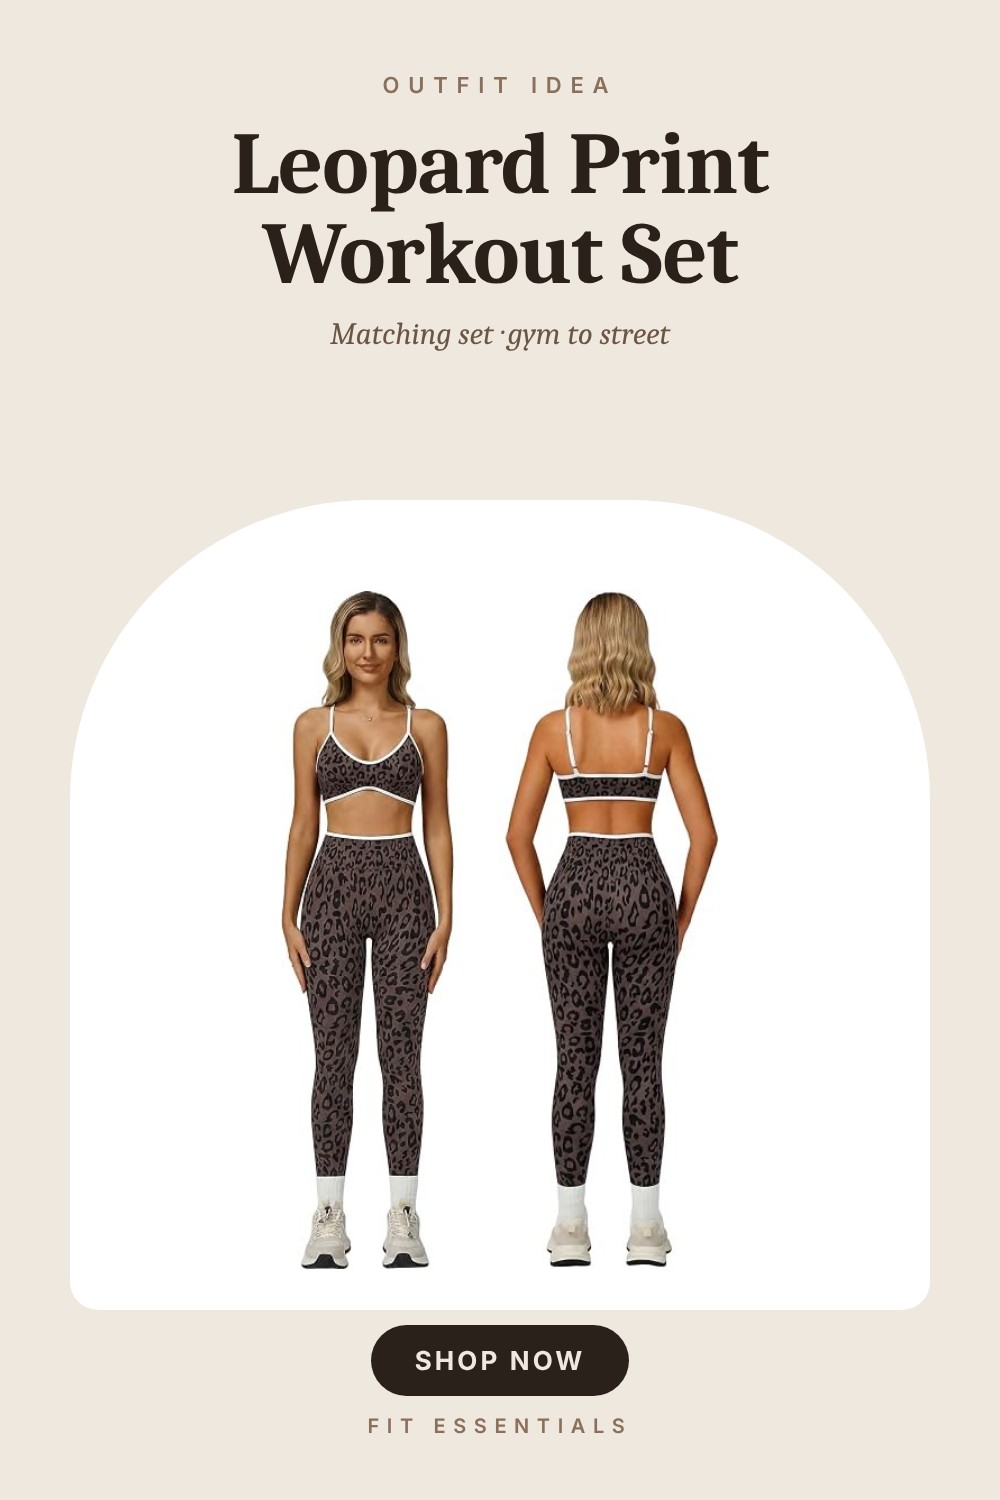 OUTFIT IDEA
Leopard Print
Workout Set
Matching set · gym to street
SHOP NOW
FIT ESSENTIALS